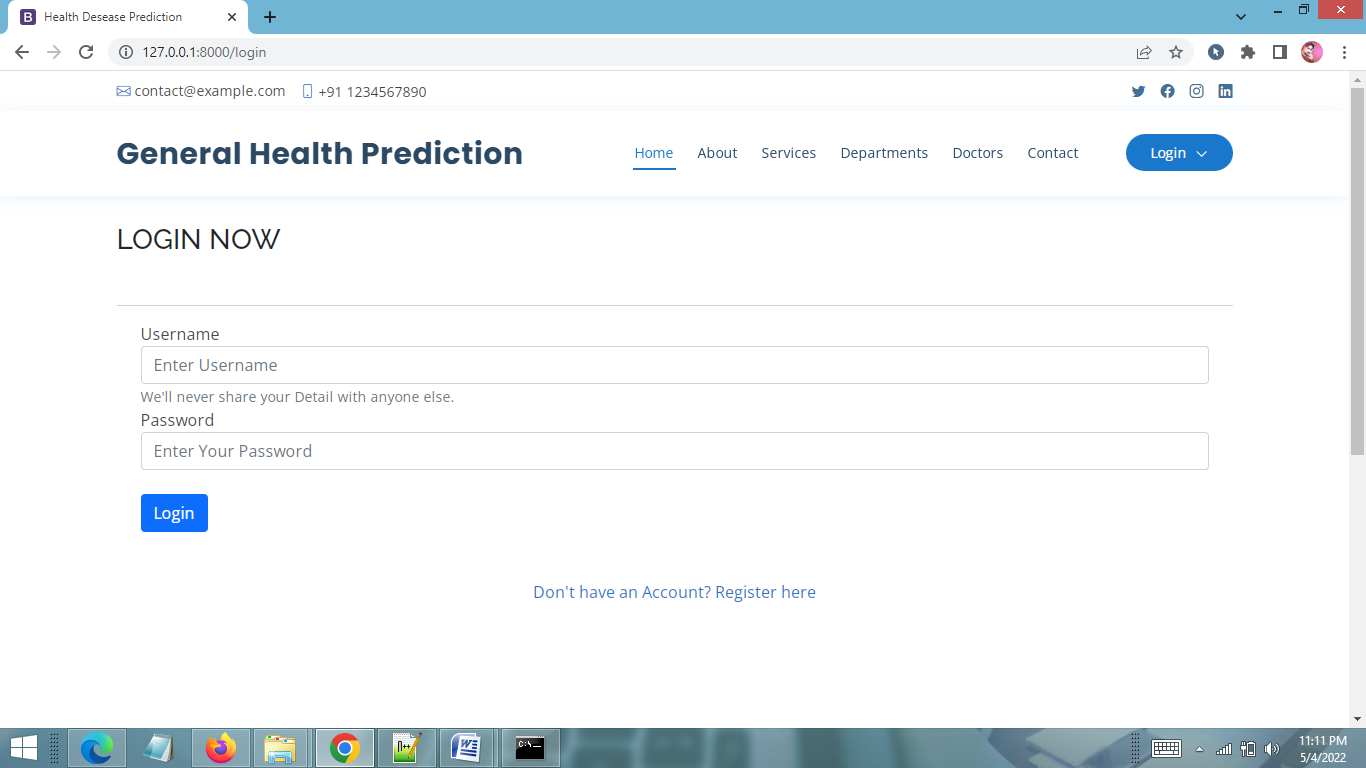 Health Desease Prediction
127.0.0.1:8000/login
contact@example.com +91 1234567890
General Health Prediction Home About Services Departments Doctors Contact Login
LOGIN NOW
Username
Enter Username
We'll never share your Detail with anyone else.
Password
Enter Your Password
Login
Don't have an Account? Register here
11:11 PM
5/4/2022